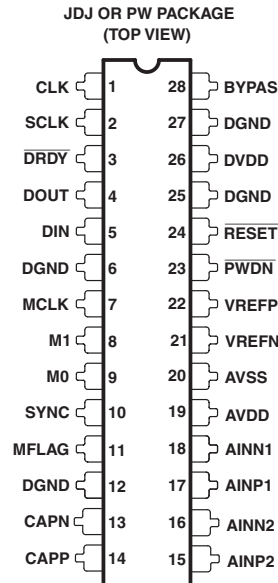 JDJ OR PW PACKAGE
(TOP VIEW)
CLK 1 28 BYPAS
SCLK 2 27 DGND
DRDY 3 26 DVDD
DOUT 4 25 DGND
DIN 5 24 RESET
DGND 6 23 PWDN
MCLK 7 22 VREFP
M1 8 21 VREFN
M0 9 20 AVSS
SYNC 10 19 AVDD
MFLAG 11 18 AINN1
DGND 12 17 AINP1
CAPN 13 16 AINN2
CAPP 14 15 AINP2